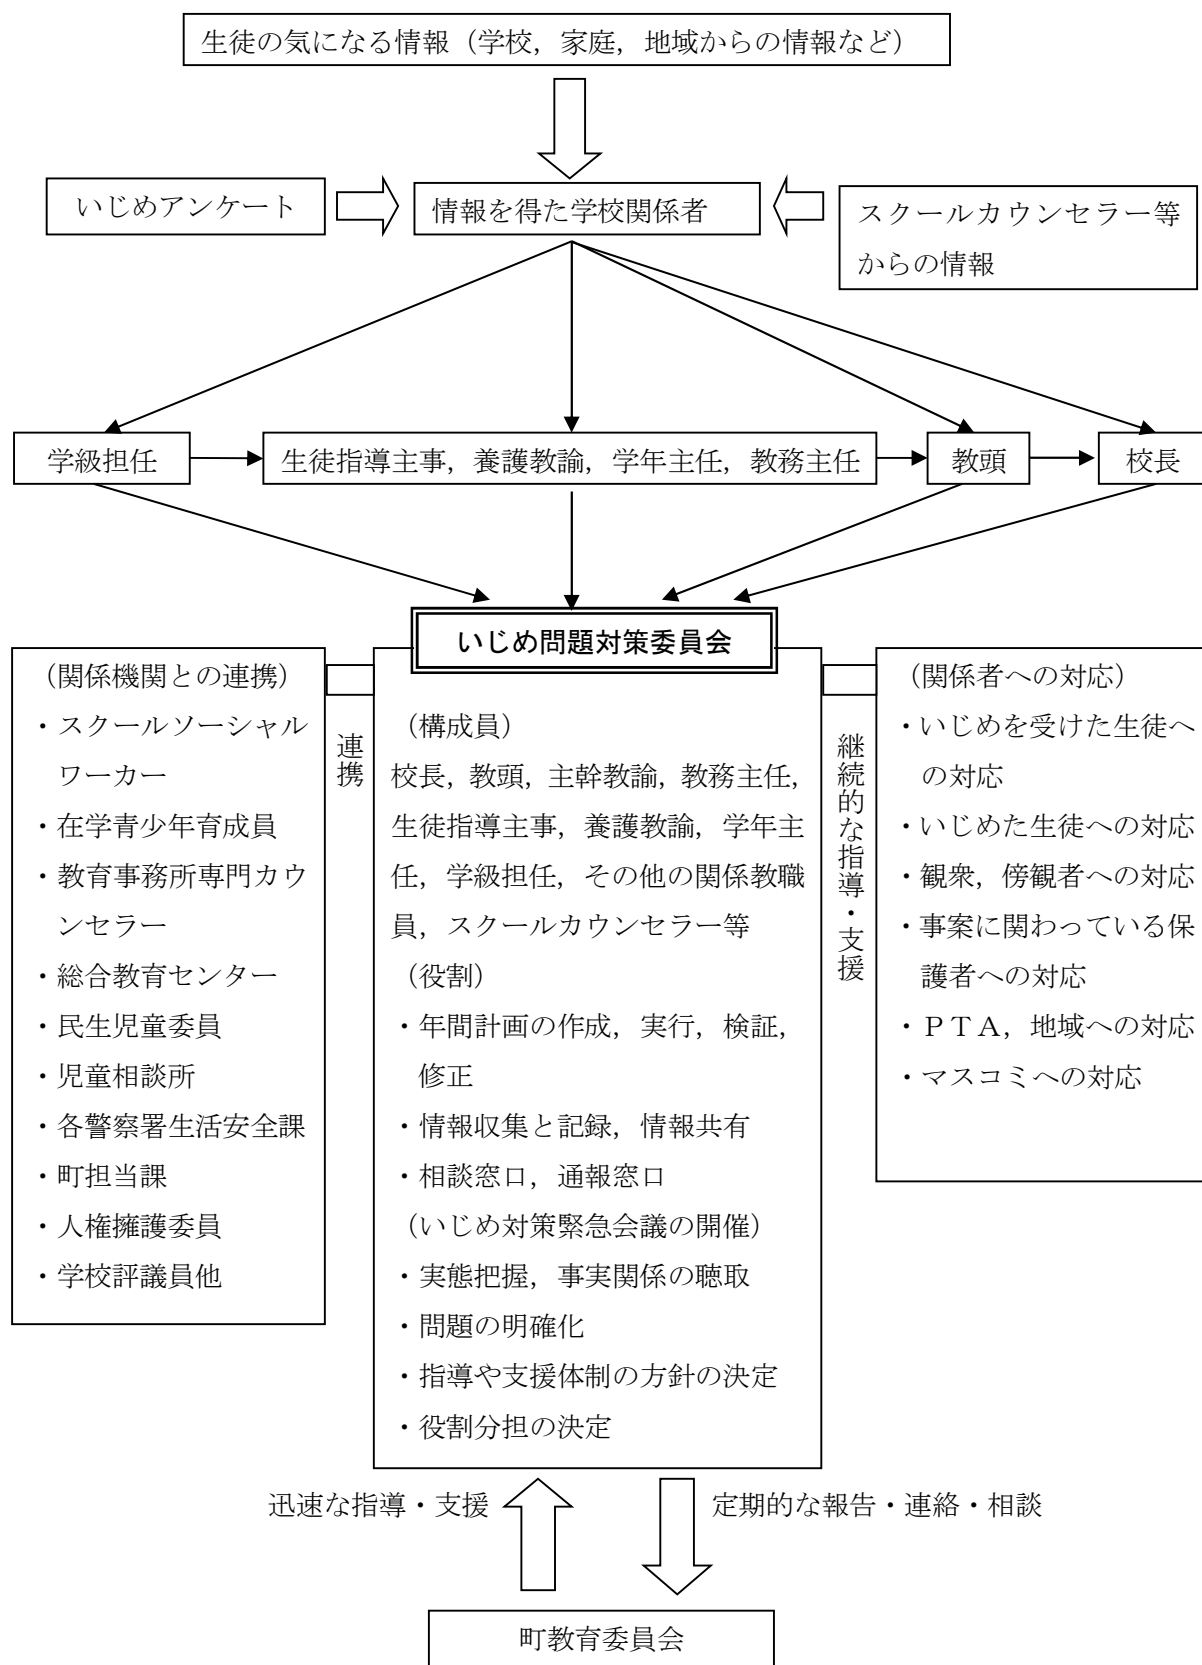 生徒の気になる情報（学校，家庭，地域からの情報など）
いじめアンケート
情報を得た学校関係者
スクールカウンセラー等
からの情報
学級担任
生徒指導主事，養護教諭，学年主任，教務主任
教頭
校長
いじめ問題対策委員会
（関係機関との連携）
・スクールソーシャル
ワーカー
・在学青少年育成員
・教育事務所専門カウ
ンセラー
・総合教育センター
・民生児童委員
・児童相談所
・各警察署生活安全課
・町担当課
・人権擁護委員
・学校評議員他
連携
（構成員）
校長，教頭，主幹教諭，教務主任，
生徒指導主事，養護教諭，学年主
任，学級担任，その他の関係教職
員，スクールカウンセラー等
（役割）
・年間計画の作成，実行，検証，
修正
・情報収集と記録，情報共有
・相談窓口，通報窓口
（いじめ対策緊急会議の開催）
・実態把握，事実関係の聴取
・問題の明確化
・指導や支援体制の方針の決定
・役割分担の決定
継続的な指導・支援
（関係者への対応）
・いじめを受けた生徒へ
の対応
・いじめた生徒への対応
・観衆，傍観者への対応
・事案に関わっている保
護者への対応
・ＰＴＡ，地域への対応
・マスコミへの対応
迅速な指導・支援
定期的な報告・連絡・相談
町教育委員会